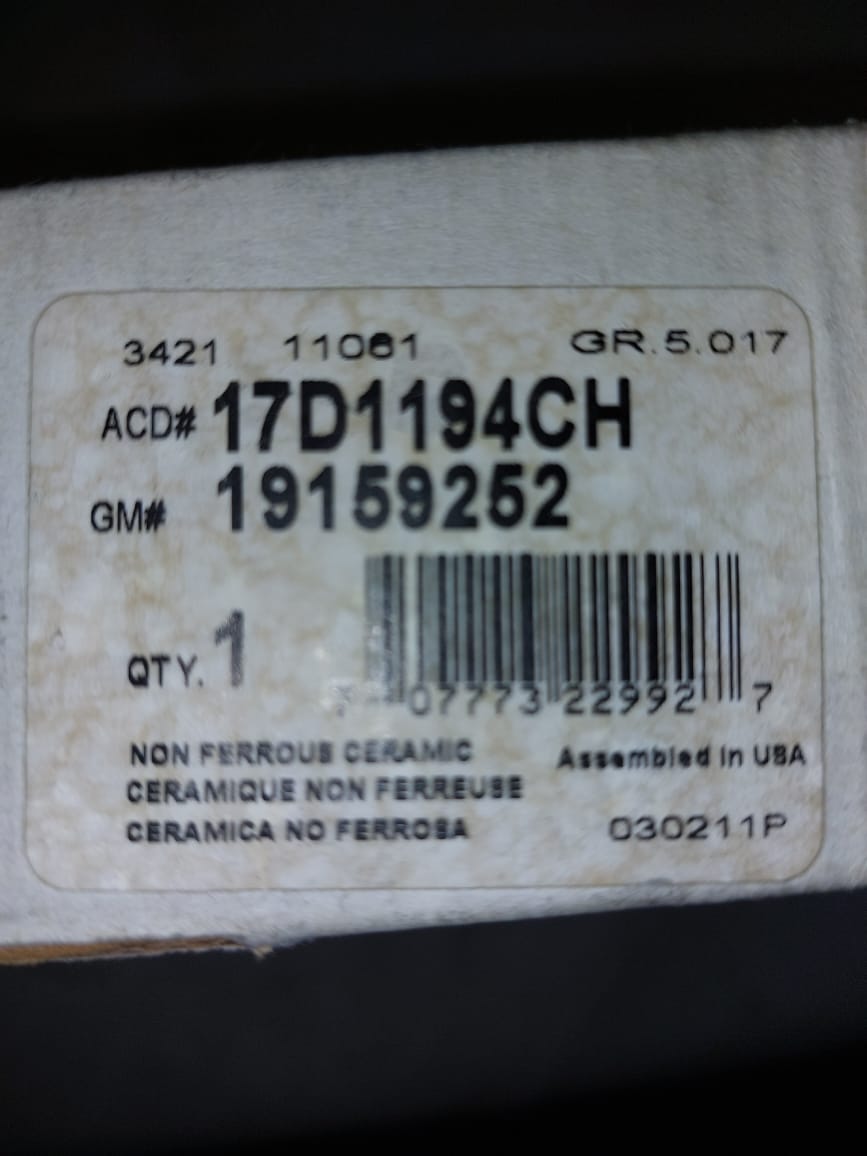 3421 11061 GR.5.017
ACD# 17D1194CH
GM# 19159252
QTY. 1
07773 22992 7
NON FERROUS CERAMIC
Assembled in USA
CERAMIQUE NON FERREUSE
CERAMICA NO FERROSA
030211P